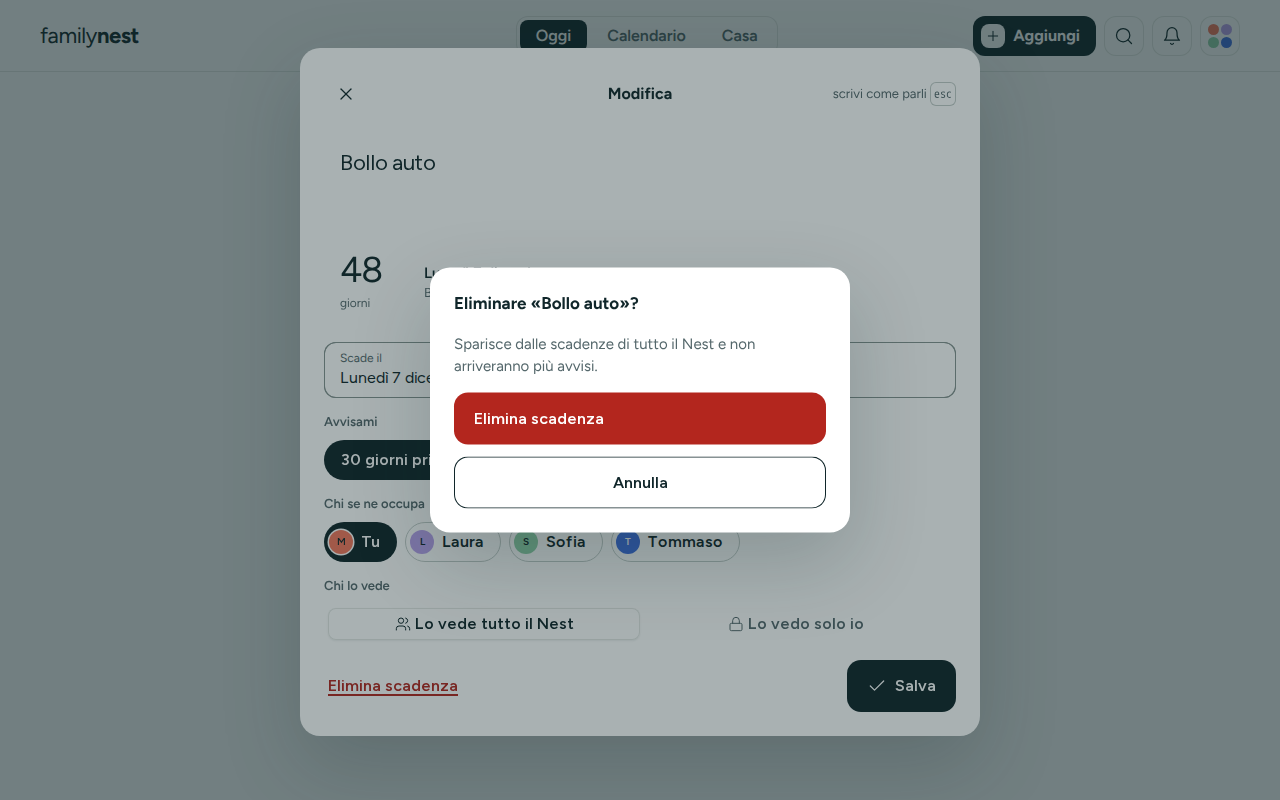 familynest
Oggi
Calendario
Casa
Aggiungi
Modifica
scrivi come parli esc
Bollo auto
48
giorni
Eliminare «Bollo auto»?
Sparisce dalle scadenze di tutto il Nest e non
arriveranno più avvisi.
Elimina scadenza
Annulla
Scade il
Lunedì 7
Avvisami
30 giorni
Chi se ne occupa
M Tu
L Laura
S Sofia
T Tommaso
Chi lo vede
Lo vede tutto il Nest
Lo vedo solo io
Elimina scadenza
Salva